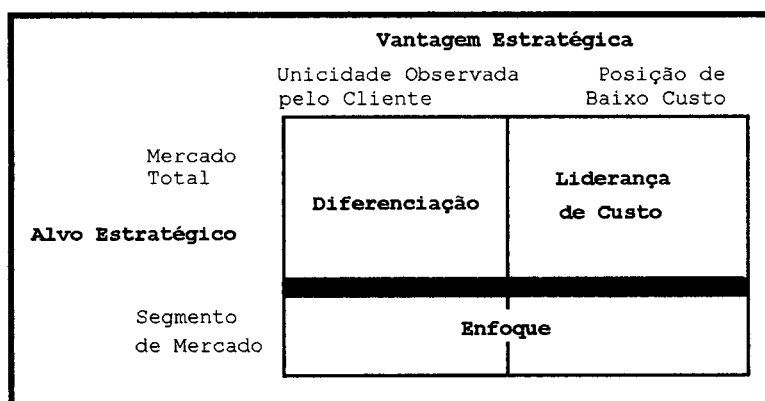 Vantagem Estratégica
Unicidade Observada
pelo Cliente
Posição de
Baixo Custo
Mercado
Total
Diferenciação
Liderança
de Custo
Alvo Estratégico
Segmento
de Mercado
Enfoque